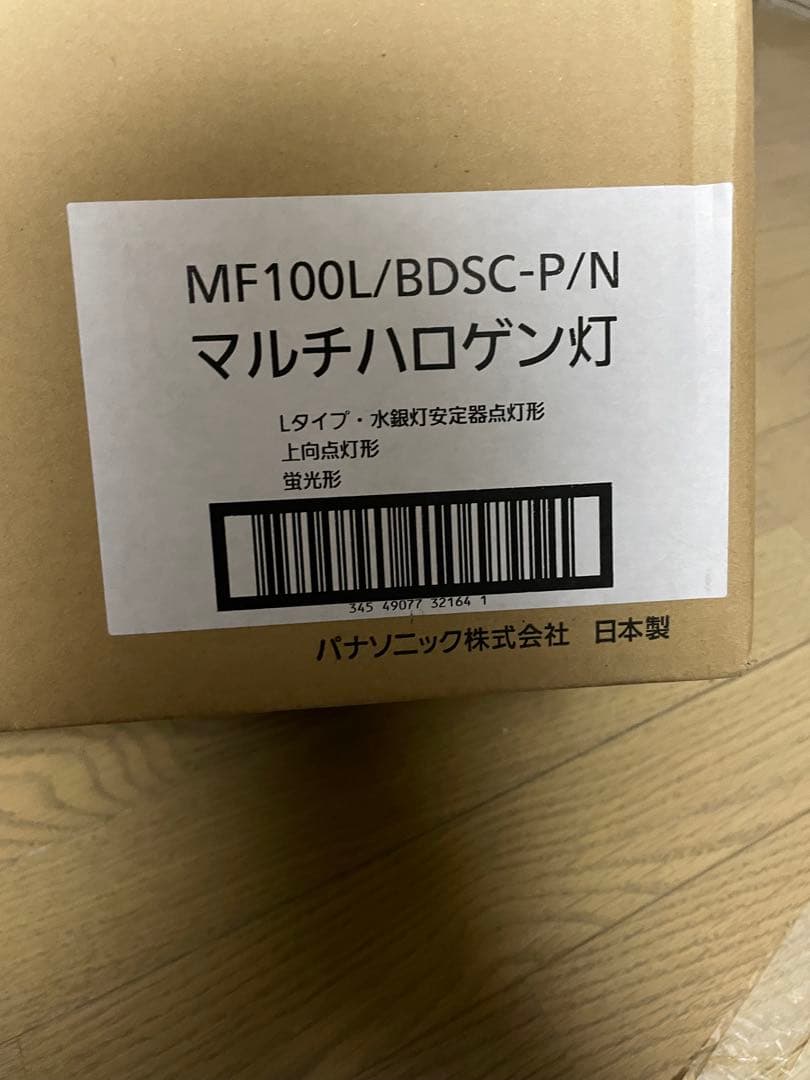 MF100L/BDSC-P/N
マルチハロゲン灯
Lタイプ・水銀灯安定器点灯形
上向点灯形
蛍光形
345 49077 32164 1
パナソニック株式会社 日本製